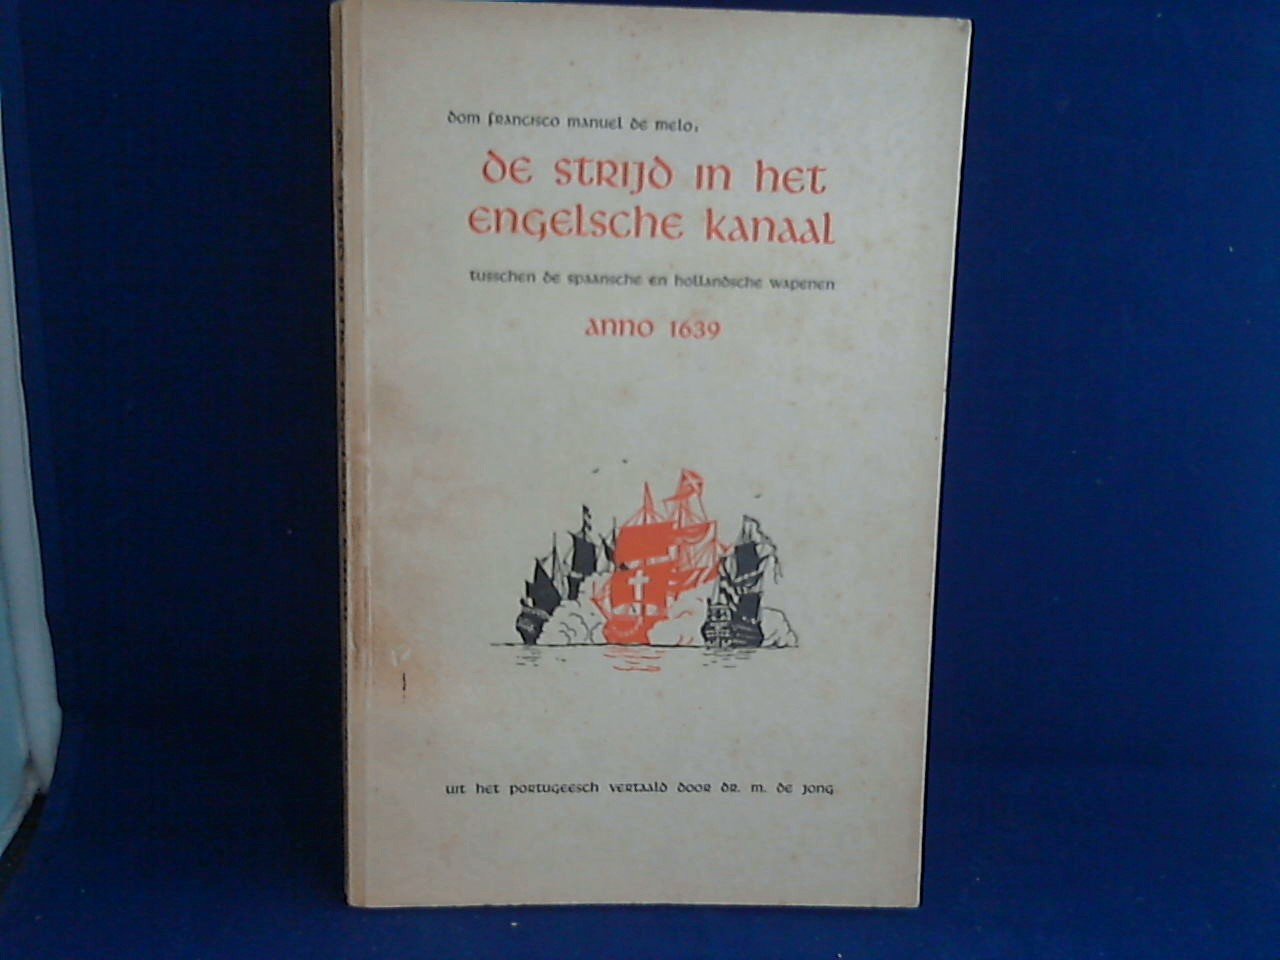 dom francisco manuel de melo:
de strijd in het
engelsche kanaal
tusschen de spaansche en hollandsche wapenen
anno 1639
uit het portugeesch vertaald door dr. m. de jong